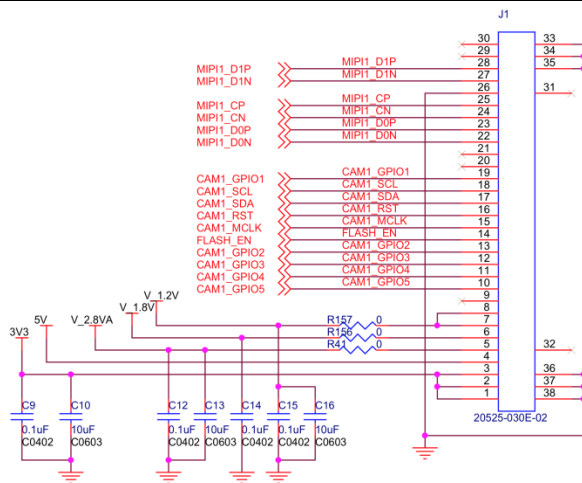 J1
30 33
29 34
MIPI1_D1P MIPI1_D1P 28 35
MIPI1_D1N MIPI1_D1N 27
26 31
MIPI1_CP MIPI1_CP 25
MIPI1_CN MIPI1_CN 24
MIPI1_D0P MIPI1_D0P 23
MIPI1_D0N MIPI1_D0N 22
21
20
CAM1_GPIO1 CAM1_GPIO1 19
CAM1_SCL CAM1_SCL 18
CAM1_SDA CAM1_SDA 17
CAM1_RST CAM1_RST 16
CAM1_MCLK CAM1_MCLK 15
FLASH_EN FLASH_EN 14
CAM1_GPIO2 CAM1_GPIO2 13
CAM1_GPIO3 CAM1_GPIO3 12
CAM1_GPIO4 CAM1_GPIO4 11
CAM1_GPIO5 CAM1_GPIO5 10
V_1.2V 9
V_1.8V 8
5V V_2.8VA R157 0 7
3V3 R156 0 6
R41 0 5 32
4
3 36
2 37
1 38
C9 C10 C12 C13 C14 C15 C16
20525-030E-02
0.1uF 10uF 0.1uF 10uF 0.1uF 0.1uF 10uF
C0402 C0603 C0402 C0603 C0402 C0402 C0603